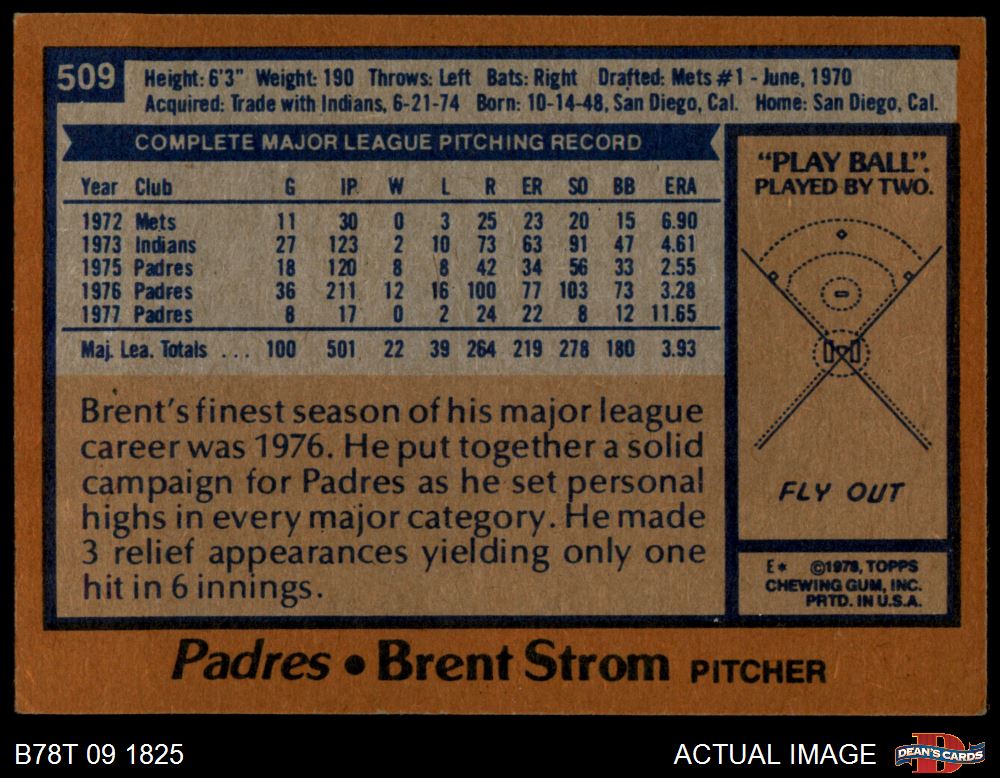 509
Height: 6'3" Weight: 190 Throws: Left Bats: Right Drafted: Mets #1 - June, 1970
Acquired: Trade with Indians, 6-21-74 Born: 10-14-48, San Diego, Cal. Home: San Diego, Cal.
COMPLETE MAJOR LEAGUE PITCHING RECORD
Year Club G IP. W L R ER SO BB ERA
1972 Mets 11 30 0 3 25 23 20 15 6.90
1973 Indians 27 123 2 10 73 63 91 47 4.61
1975 Padres 18 120 8 8 42 34 56 33 2.55
1976 Padres 36 211 12 16 100 77 103 73 3.28
1977 Padres 8 17 0 2 24 22 8 12 11.65
Maj. Lea. Totals ... 100 501 22 39 264 219 278 180 3.93
Brent's finest season of his major league
career was 1976. He put together a solid
campaign for Padres as he set personal
highs in every major category. He made
3 relief appearances yielding only one
hit in 6 innings.
"PLAY BALL".
PLAYED BY TWO.
FLY OUT
E* ©1978, TOPPS
CHEWING GUM, INC.
PRTD. IN U.S.A.
Padres • Brent Strom PITCHER
B78T 09 1825
ACTUAL IMAGE
DEAN'S CARDS